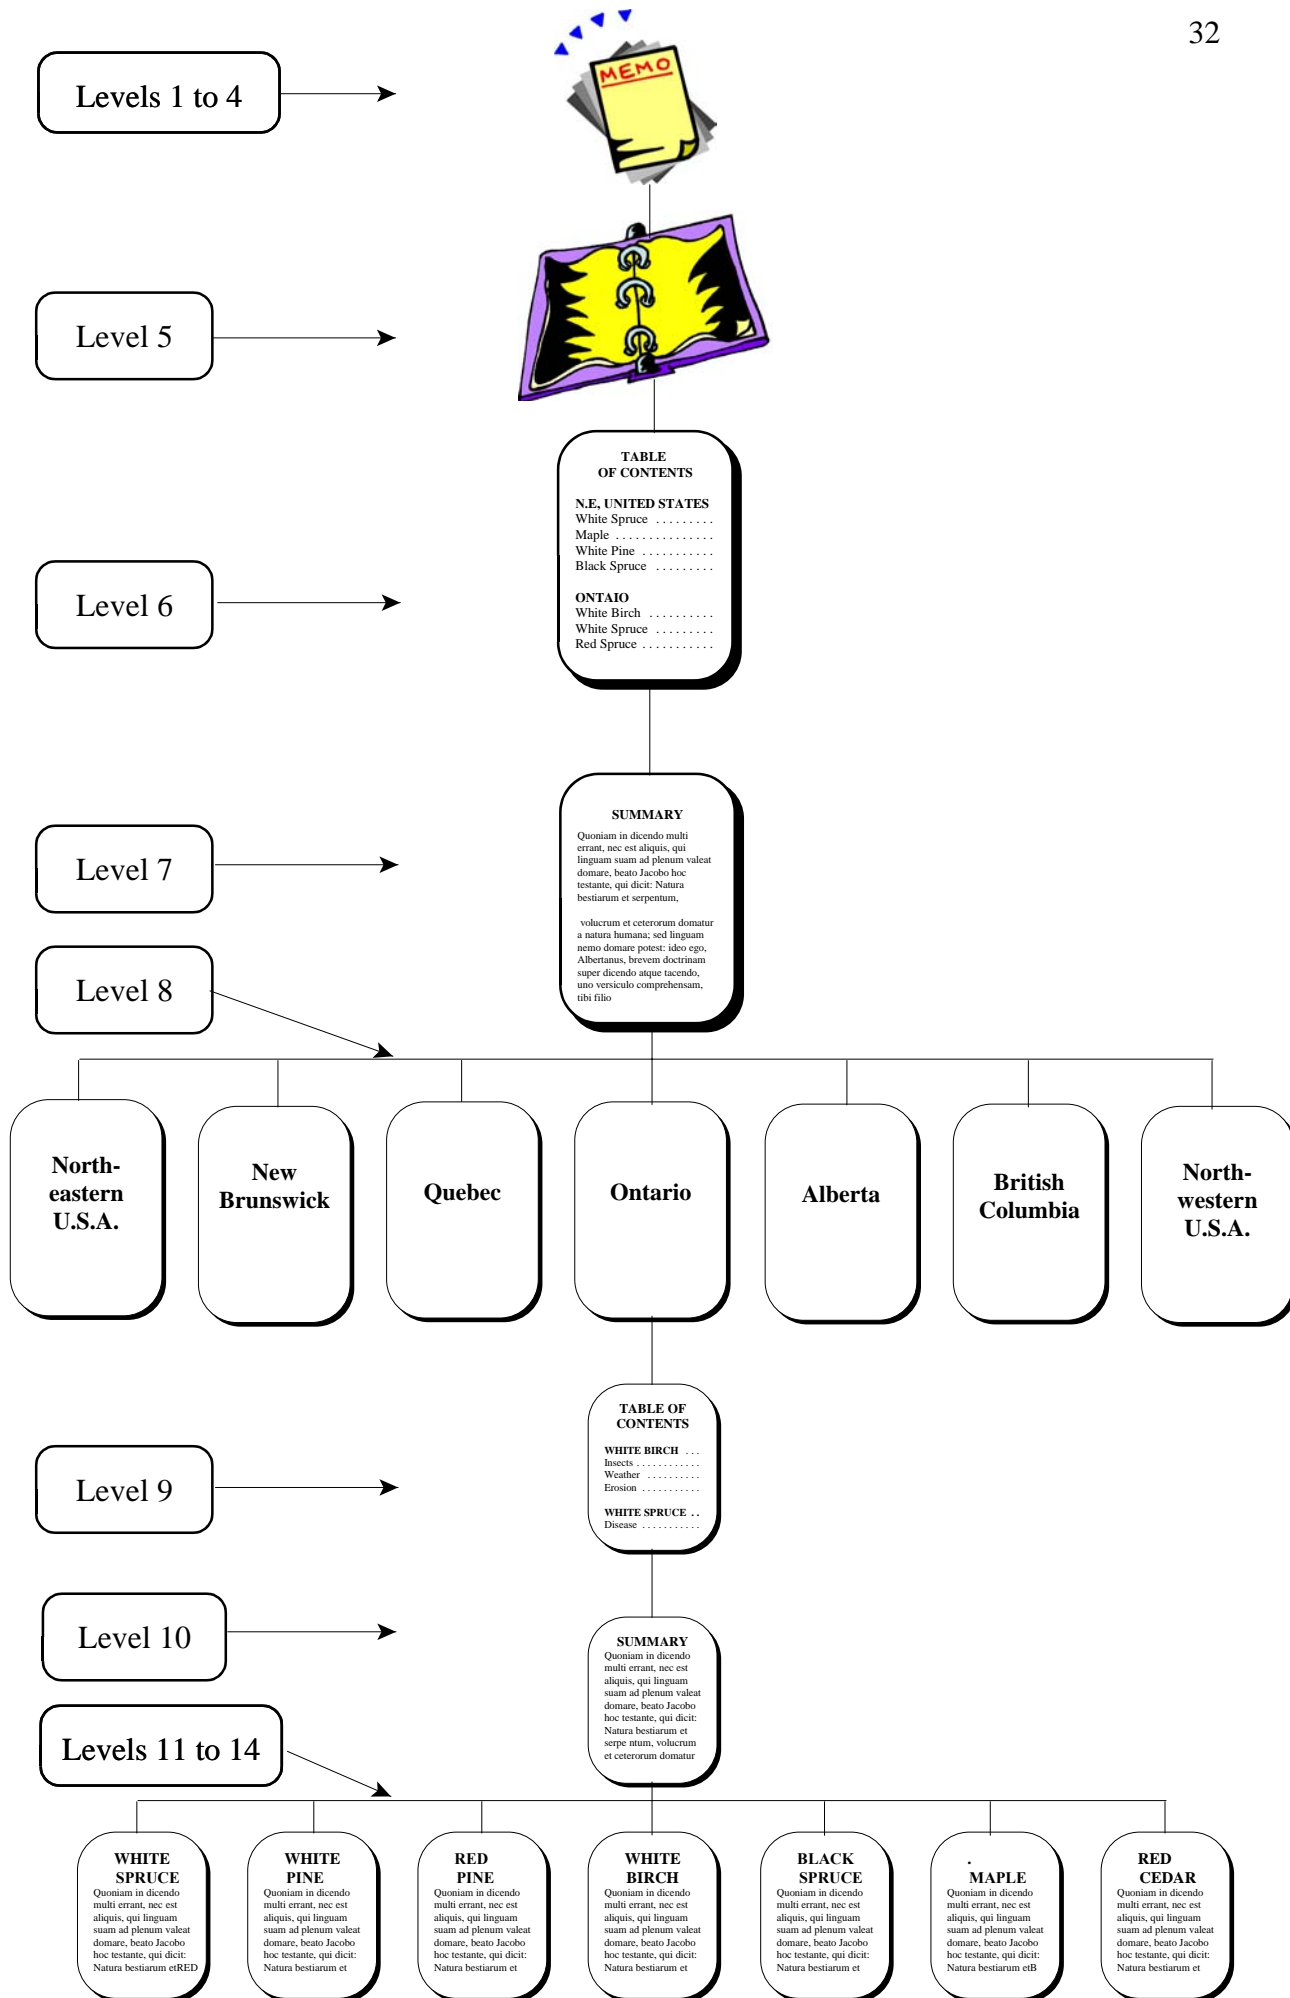 32
Levels 1 to 4
MEMO
Level 5
TABLE
OF CONTENTS
N.E, UNITED STATES
White Spruce . . . . . . . . .
Maple . . . . . . . . . . . . . . .
White Pine . . . . . . . . . . .
Black Spruce . . . . . . . . .
ONTAIO
White Birch . . . . . . . . . .
White Spruce . . . . . . . . .
Red Spruce . . . . . . . . . . .
Level 6
SUMMARY
Quoniam in dicendo multi
errant, nec est aliquis, qui
linguam suam ad plenum valeat
domare, beato Jacobo hoc
testante, qui dicit: Natura
bestiarum et serpentum,
volucrum et ceterorum domatur
a natura humana; sed linguam
nemo domare potest: ideo ego,
Albertanus, brevem doctrinam
super dicendo atque tacendo,
uno versiculo comprehensam,
tibi filio
Level 7
Level 8
North-
eastern
U.S.A.
New
Brunswick
Quebec
Ontario
Alberta
British
Columbia
North-
western
U.S.A.
TABLE OF
CONTENTS
WHITE BIRCH . . .
Insects . . . . . . . . . . . .
Weather . . . . . . . . . .
Erosion . . . . . . . . . . .
WHITE SPRUCE . .
Disease . . . . . . . . . . .
Level 9
Level 10
SUMMARY
Quoniam in dicendo
multi errant, nec est
aliquis, qui linguam
suam ad plenum valeat
domare, beato Jacobo
hoc testante, qui dicit:
Natura bestiarum et
serpe ntum, volucrum
et ceterorum domatur
Levels 11 to 14
WHITE
SPRUCE
Quoniam in dicendo
multi errant, nec est
aliquis, qui linguam
suam ad plenum valeat
domare, beato Jacobo
hoc testante, qui dicit:
Natura bestiarum etRED
WHITE
PINE
Quoniam in dicendo
multi errant, nec est
aliquis, qui linguam
suam ad plenum valeat
domare, beato Jacobo
hoc testante, qui dicit:
Natura bestiarum et
RED
PINE
Quoniam in dicendo
multi errant, nec est
aliquis, qui linguam
suam ad plenum valeat
domare, beato Jacobo
hoc testante, qui dicit:
Natura bestiarum et
WHITE
BIRCH
Quoniam in dicendo
multi errant, nec est
aliquis, qui linguam
suam ad plenum valeat
domare, beato Jacobo
hoc testante, qui dicit:
Natura bestiarum et
BLACK
SPRUCE
Quoniam in dicendo
multi errant, nec est
aliquis, qui linguam
suam ad plenum valeat
domare, beato Jacobo
hoc testante, qui dicit:
Natura bestiarum et
.
MAPLE
Quoniam in dicendo
multi errant, nec est
aliquis, qui linguam
suam ad plenum valeat
domare, beato Jacobo
hoc testante, qui dicit:
Natura bestiarum etB
RED
CEDAR
Quoniam in dicendo
multi errant, nec est
aliquis, qui linguam
suam ad plenum valeat
domare, beato Jacobo
hoc testante, qui dicit:
Natura bestiarum et